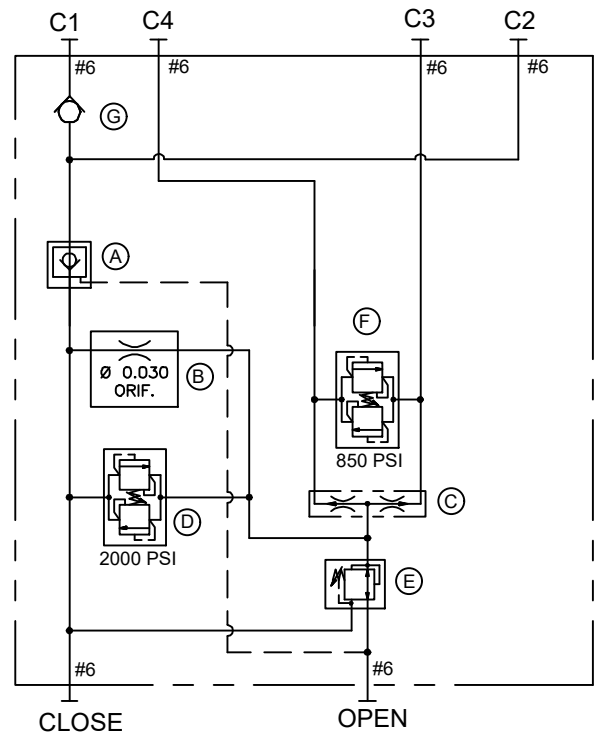 C1 C4 C3 C2
#6 #6 #6 #6
G
A
F
Ø 0.030
ORIF.
B
850 PSI
C
D
2000 PSI
E
#6 #6
CLOSE OPEN